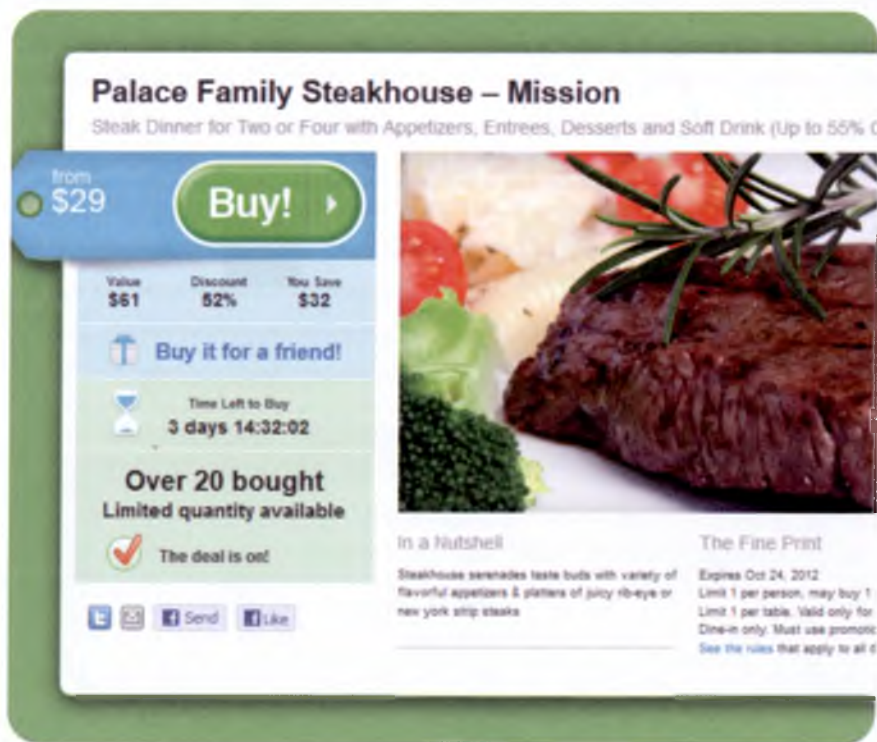 Palace Family Steakhouse – Mission
Steak Dinner for Two or Four with Appetizers, Entrees, Desserts and Soft Drink (Up to 55%
from
$29
Buy!
Value Discount You Save
$61 52% $32
Buy it for a friend!
Time Left to Buy
3 days 14:32:02
Over 20 bought
Limited quantity available
The deal is on!
Send
Like
In a Nutshell
Steakhouse serenades taste buds with variety of
flavorful appetizers & platters of juicy rib-eye or
new york strip steaks
The Fine Print
Expires Oct 24, 2012
Limit 1 per person, may buy 1
Limit 1 per table. Valid only for
Dine-in only. Must use promotio
See the rules that apply to all d